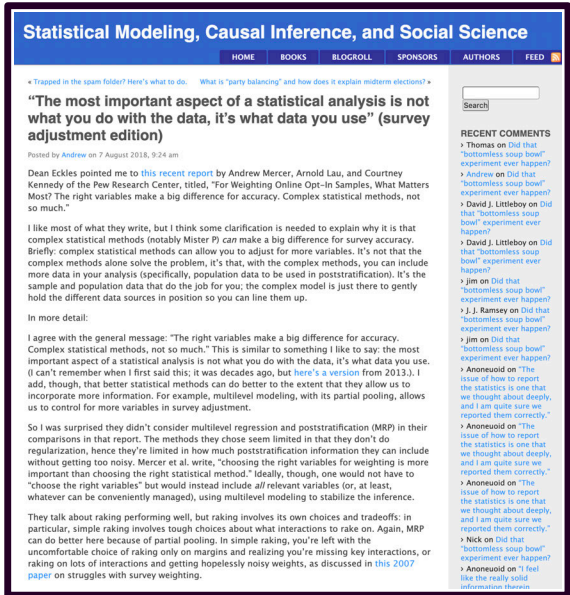 Statistical Modeling, Causal Inference, and Social Science
HOME BOOKS BLOGROLL SPONSORS AUTHORS FEED
« Trapped in the spam folder? Here's what to do. What is "party balancing" and how does it explain midterm elections? »
"The most important aspect of a statistical analysis is not
what you do with the data, it's what data you use" (survey
adjustment edition)
Posted by Andrew on 7 August 2018, 9:24 am
Dean Eckles pointed me to this recent report by Andrew Mercer, Arnold Lau, and Courtney
Kennedy of the Pew Research Center, titled, "For Weighting Online Opt-In Samples, What Matters
Most? The right variables make a big difference for accuracy. Complex statistical methods, not
so much."
I like most of what they write, but I think some clarification is needed to explain why it is that
complex statistical methods (notably Mister P) can make a big difference for survey accuracy.
Briefly: complex statistical methods can allow you to adjust for more variables. It's not that the
complex methods alone solve the problem, it's that, with the complex methods, you can include
more data in your analysis (specifically, population data to be used in poststratification). It's the
sample and population data that do the job for you; the complex model is just there to gently
hold the different data sources in position so you can line them up.
In more detail:
I agree with the general message: "The right variables make a big difference for accuracy.
Complex statistical methods, not so much." This is similar to something I like to say: the most
important aspect of a statistical analysis is not what you do with the data, it's what data you use.
(I can't remember when I first said this; it was decades ago, but here's a version from 2013.). I
add, though, that better statistical methods can do better to the extent that they allow us to
incorporate more information. For example, multilevel modeling, with its partial pooling, allows
us to control for more variables in survey adjustment.
So I was surprised they didn't consider multilevel regression and poststratification (MRP) in their
comparisons in that report. The methods they chose seem limited in that they don't do
regularization, hence they're limited in how much poststratification information they can include
without getting too noisy. Mercer et al. write, "choosing the right variables for weighting is more
important than choosing the right statistical method." Ideally, though, one would not have to
"choose the right variables" but would instead include all relevant variables (or, at least,
whatever can be conveniently managed), using multilevel modeling to stabilize the inference.
They talk about raking performing well, but raking involves its own choices and tradeoffs: in
particular, simple raking involves tough choices about what interactions to rake on. Again, MRP
can do better here because of partial pooling. In simple raking, you're left with the
uncomfortable choice of raking only on margins and realizing you're missing key interactions, or
raking on lots of interactions and getting hopelessly noisy weights, as discussed in this 2007
paper on struggles with survey weighting.
Search
RECENT COMMENTS
› Thomas on Did that
"bottomless soup bowl"
experiment ever happen?
› Andrew on Did that
"bottomless soup bowl"
experiment ever happen?
› David J. Littleboy on Did
that "bottomless soup
bowl" experiment ever
happen?
› David J. Littleboy on Did
that "bottomless soup
bowl" experiment ever
happen?
› jim on Did that
"bottomless soup bowl"
experiment ever happen?
› J. J. Ramsey on Did that
"bottomless soup bowl"
experiment ever happen?
› jim on Did that
"bottomless soup bowl"
experiment ever happen?
› Anoneuoid on "The
issue of how to report
the statistics is one that
we thought about deeply,
and I am quite sure we
reported them correctly."
› Anoneuoid on "The
issue of how to report
the statistics is one that
we thought about deeply,
and I am quite sure we
reported them correctly."
› Anoneuoid on "The
issue of how to report
the statistics is one that
we thought about deeply,
and I am quite sure we
reported them correctly."
› Nick on Did that
"bottomless soup bowl"
experiment ever happen?
› Anoneuoid on "I feel
like the really solid
information therein